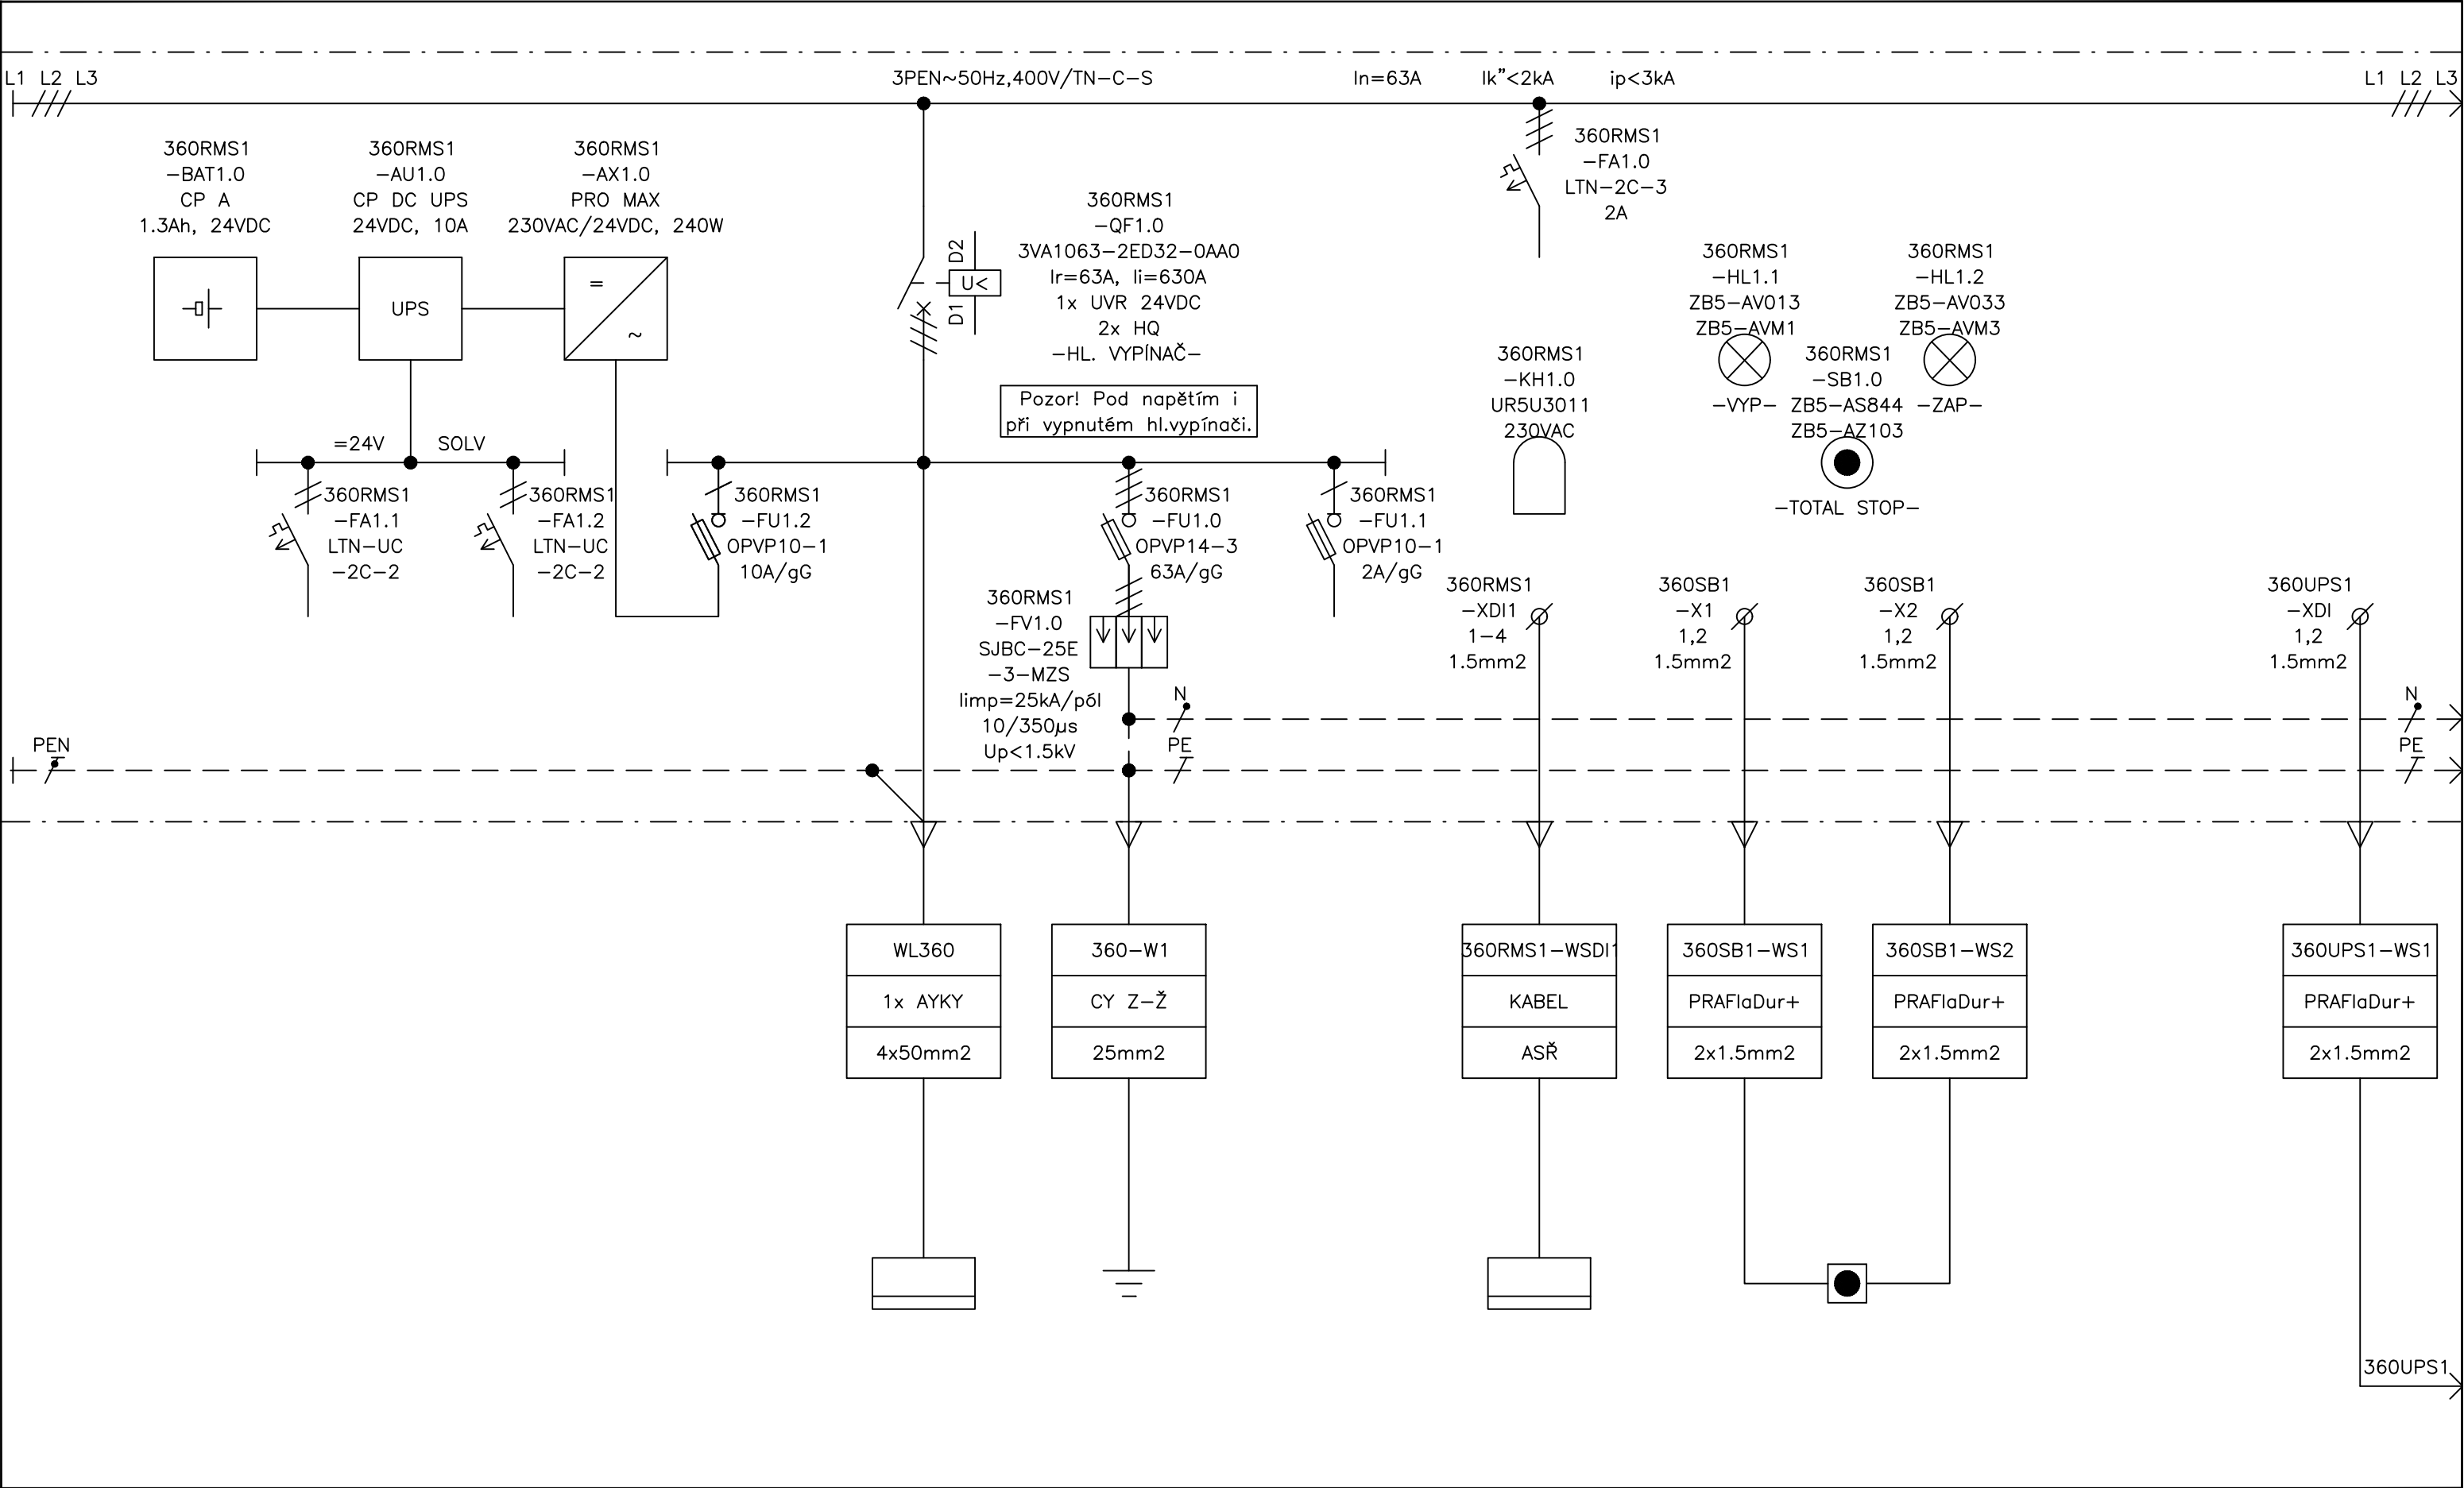 L1 L2 L3
3PEN~50Hz,400V/TN-C-S
In=63A
Ik"<2kA
ip<3kA
L1 L2 L3
360RMS1
-BAT1.0
CP A
1.3Ah, 24VDC
360RMS1
-AU1.0
CP DC UPS
24VDC, 10A
360RMS1
-AX1.0
PRO MAX
230VAC/24VDC, 240W
UPS
=
~
D2
U<
D1
360RMS1
-QF1.0
3VA1063-2ED32-0AA0
Ir=63A, Ii=630A
1x UVR 24VDC
2x HQ
-HL. VYPÍNAČ-
Pozor! Pod napětím i
při vypnutém hl.vypínači.
360RMS1
-FA1.0
LTN-2C-3
2A
360RMS1
-KH1.0
UR5U3011
230VAC
360RMS1
-HL1.1
ZB5-AV013
ZB5-AVM1
-VYP-
360RMS1
-SB1.0
ZB5-AS844
ZB5-AZ103
-TOTAL STOP-
360RMS1
-HL1.2
ZB5-AV033
ZB5-AVM3
-ZAP-
=24V
SOLV
360RMS1
-FA1.1
LTN-UC
-2C-2
360RMS1
-FA1.2
LTN-UC
-2C-2
360RMS1
-FU1.2
OPVP10-1
10A/gG
360RMS1
-FU1.0
OPVP14-3
63A/gG
360RMS1
-FU1.1
OPVP10-1
2A/gG
360RMS1
-FV1.0
SJBC-25E
-3-MZS
Iimp=25kA/pól
10/350µs
Up<1.5kV
360RMS1
-XDI1
1-4
1.5mm2
360SB1
-X1
1,2
1.5mm2
360SB1
-X2
1,2
1.5mm2
360UPS1
-XDI
1,2
1.5mm2
N
N
PEN
PE
PE
WL360
1x AYKY
4x50mm2
360-W1
CY Z-Ž
25mm2
360RMS1-WSDI1
KABEL
ASŘ
360SB1-WS1
PRAFlaDur+
2x1.5mm2
360SB1-WS2
PRAFlaDur+
2x1.5mm2
360UPS1-WS1
PRAFlaDur+
2x1.5mm2
360UPS1